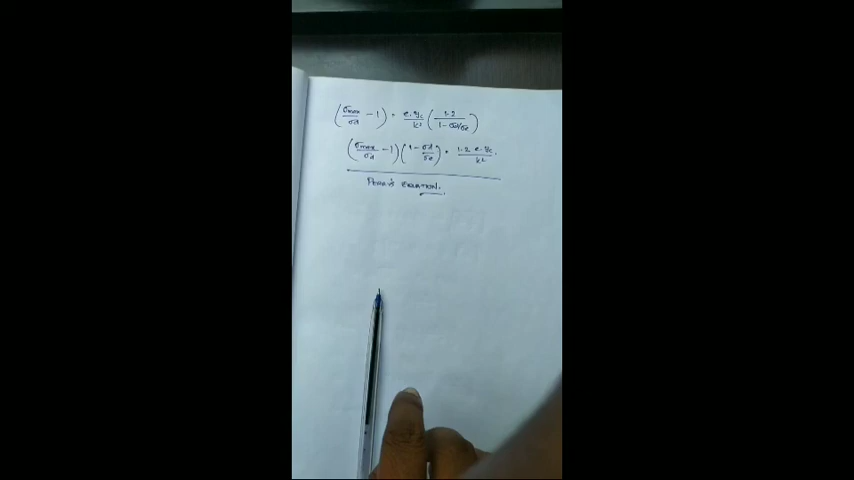 (σmax/σd − 1) = e.yc/k² (1.2/1 − σd/σe)
(σmax/σd − 1)(1 − σd/σe) = 1.2 e.yc/k².
EQUATION.